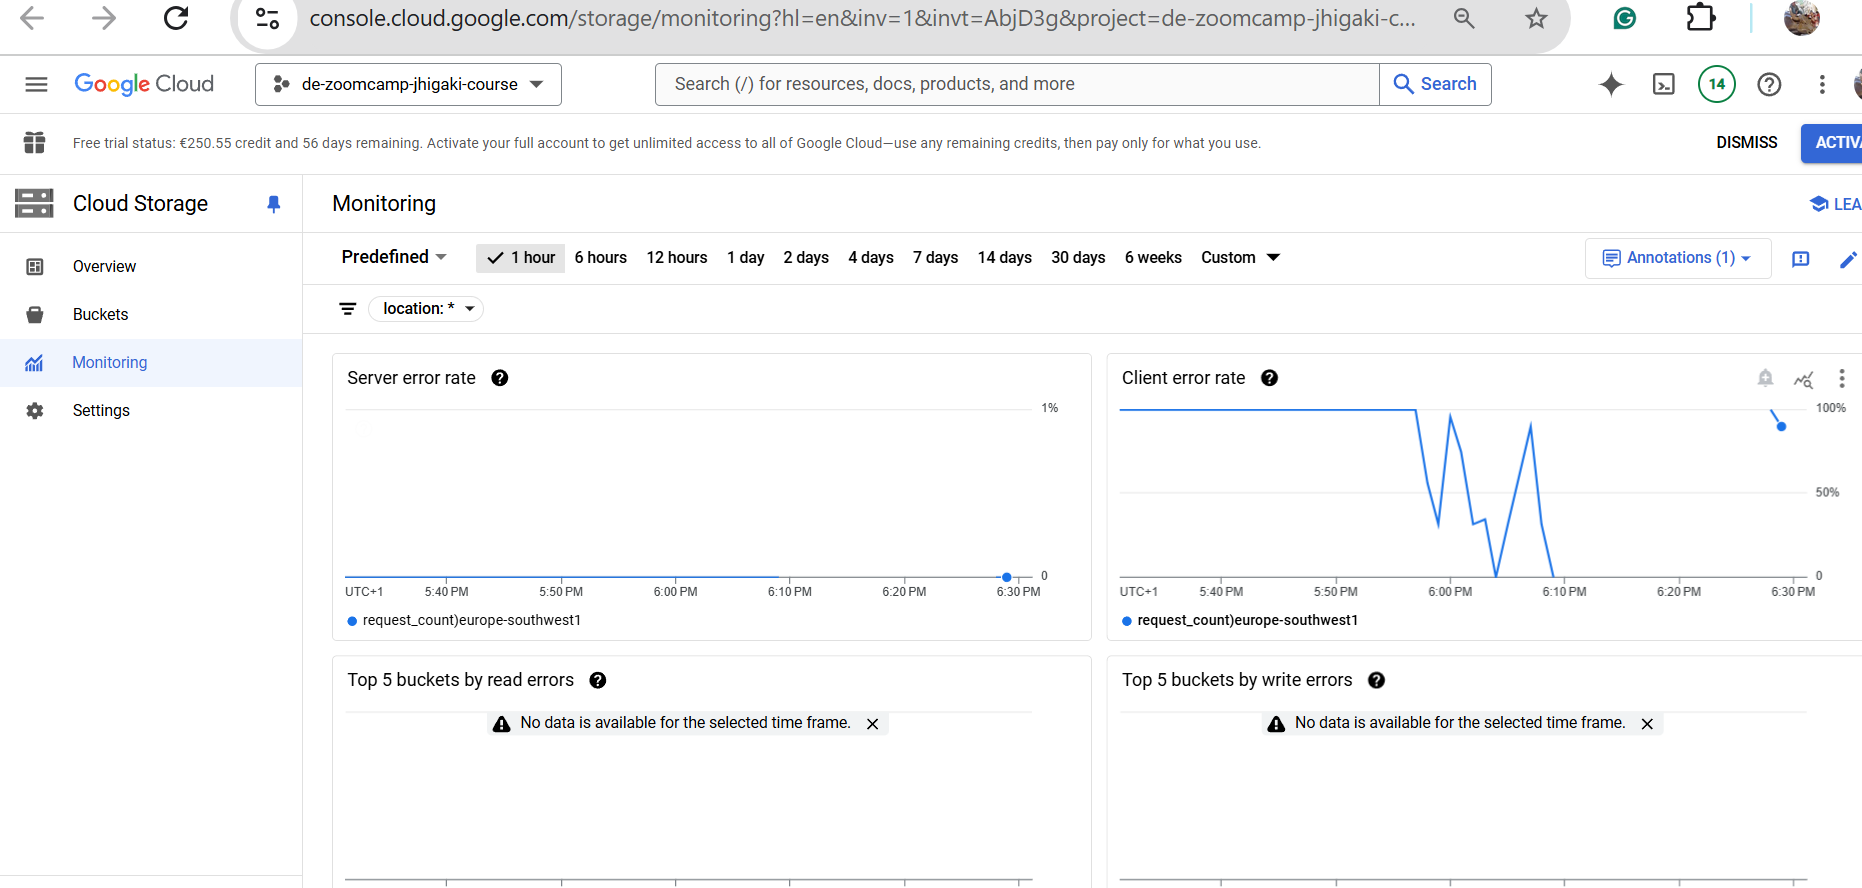 console.cloud.google.com/storage/monitoring?hl=en&inv=1&invt=AbjD3g&project=de-zoomcamp-jhigaki-c...
Google Cloud
de-zoomcamp-jhigaki-course
Search (/) for resources, docs, products, and more
Search
14
Free trial status: €250.55 credit and 56 days remaining. Activate your full account to get unlimited access to all of Google Cloud—use any remaining credits, then pay only for what you use.
DISMISS
ACTIVA
Cloud Storage
Monitoring
LEA
Overview
Buckets
Monitoring
Settings
Predefined
1 hour
6 hours
12 hours
1 day
2 days
4 days
7 days
14 days
30 days
6 weeks
Custom
Annotations (1)
location: *
Server error rate
1%
0
UTC+1
5:40 PM
5:50 PM
6:00 PM
6:10 PM
6:20 PM
6:30 PM
request_count)europe-southwest1
Client error rate
100%
50%
0
UTC+1
5:40 PM
5:50 PM
6:00 PM
6:10 PM
6:20 PM
6:30 PM
request_count)europe-southwest1
Top 5 buckets by read errors
No data is available for the selected time frame.
Top 5 buckets by write errors
No data is available for the selected time frame.